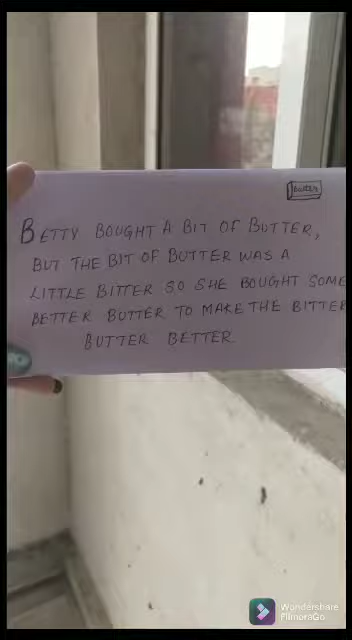 Butter
BETTY BOUGHT A BIT OF BUTTER,
BUT THE BIT OF BUTTER WAS A
LITTLE BITTER SO SHE BOUGHT SOME
BETTER BUTTER TO MAKE THE BITTER
BUTTER BETTER.
Wondershare
FilmoraGo